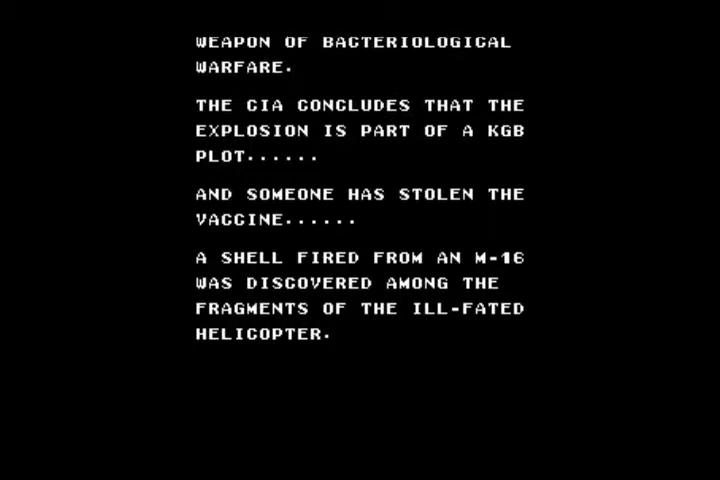 WEAPON OF BACTERIOLOGICAL
WARFARE.
THE CIA CONCLUDES THAT THE
EXPLOSION IS PART OF A KGB
PLOT......
AND SOMEONE HAS STOLEN THE
VACCINE......
A SHELL FIRED FROM AN M-16
WAS DISCOVERED AMONG THE
FRAGMENTS OF THE ILL-FATED
HELICOPTER.